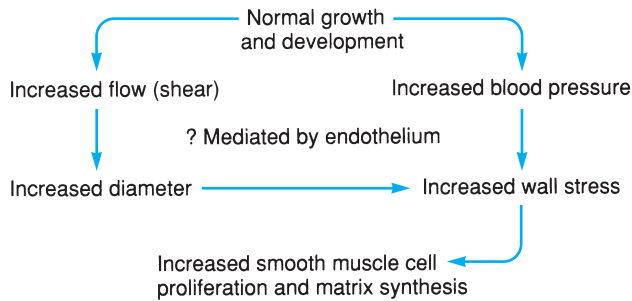 Normal growth
and development
Increased flow (shear)
Increased blood pressure
? Mediated by endothelium
Increased diameter
Increased wall stress
Increased smooth muscle cell
proliferation and matrix synthesis